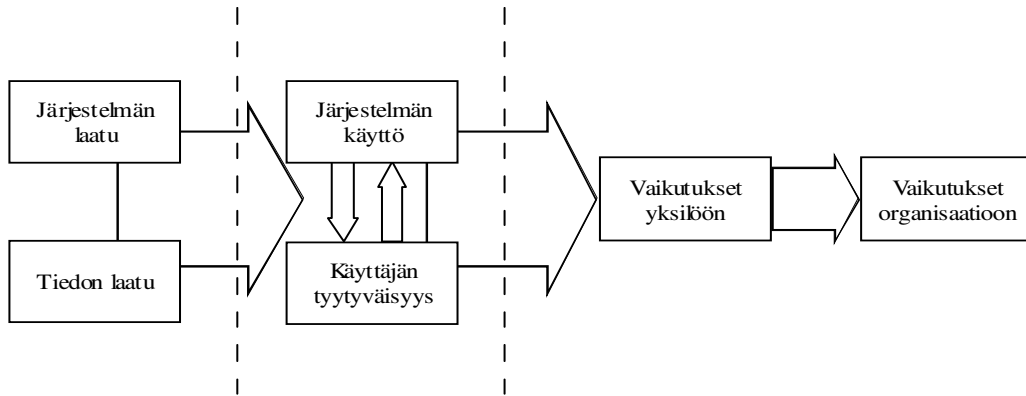 Järjestelmän
laatu
Tiedon laatu
Järjestelmän
käyttö
Käyttäjän
tyytyväisyys
Vaikutukset
yksilöön
Vaikutukset
organisaatioon